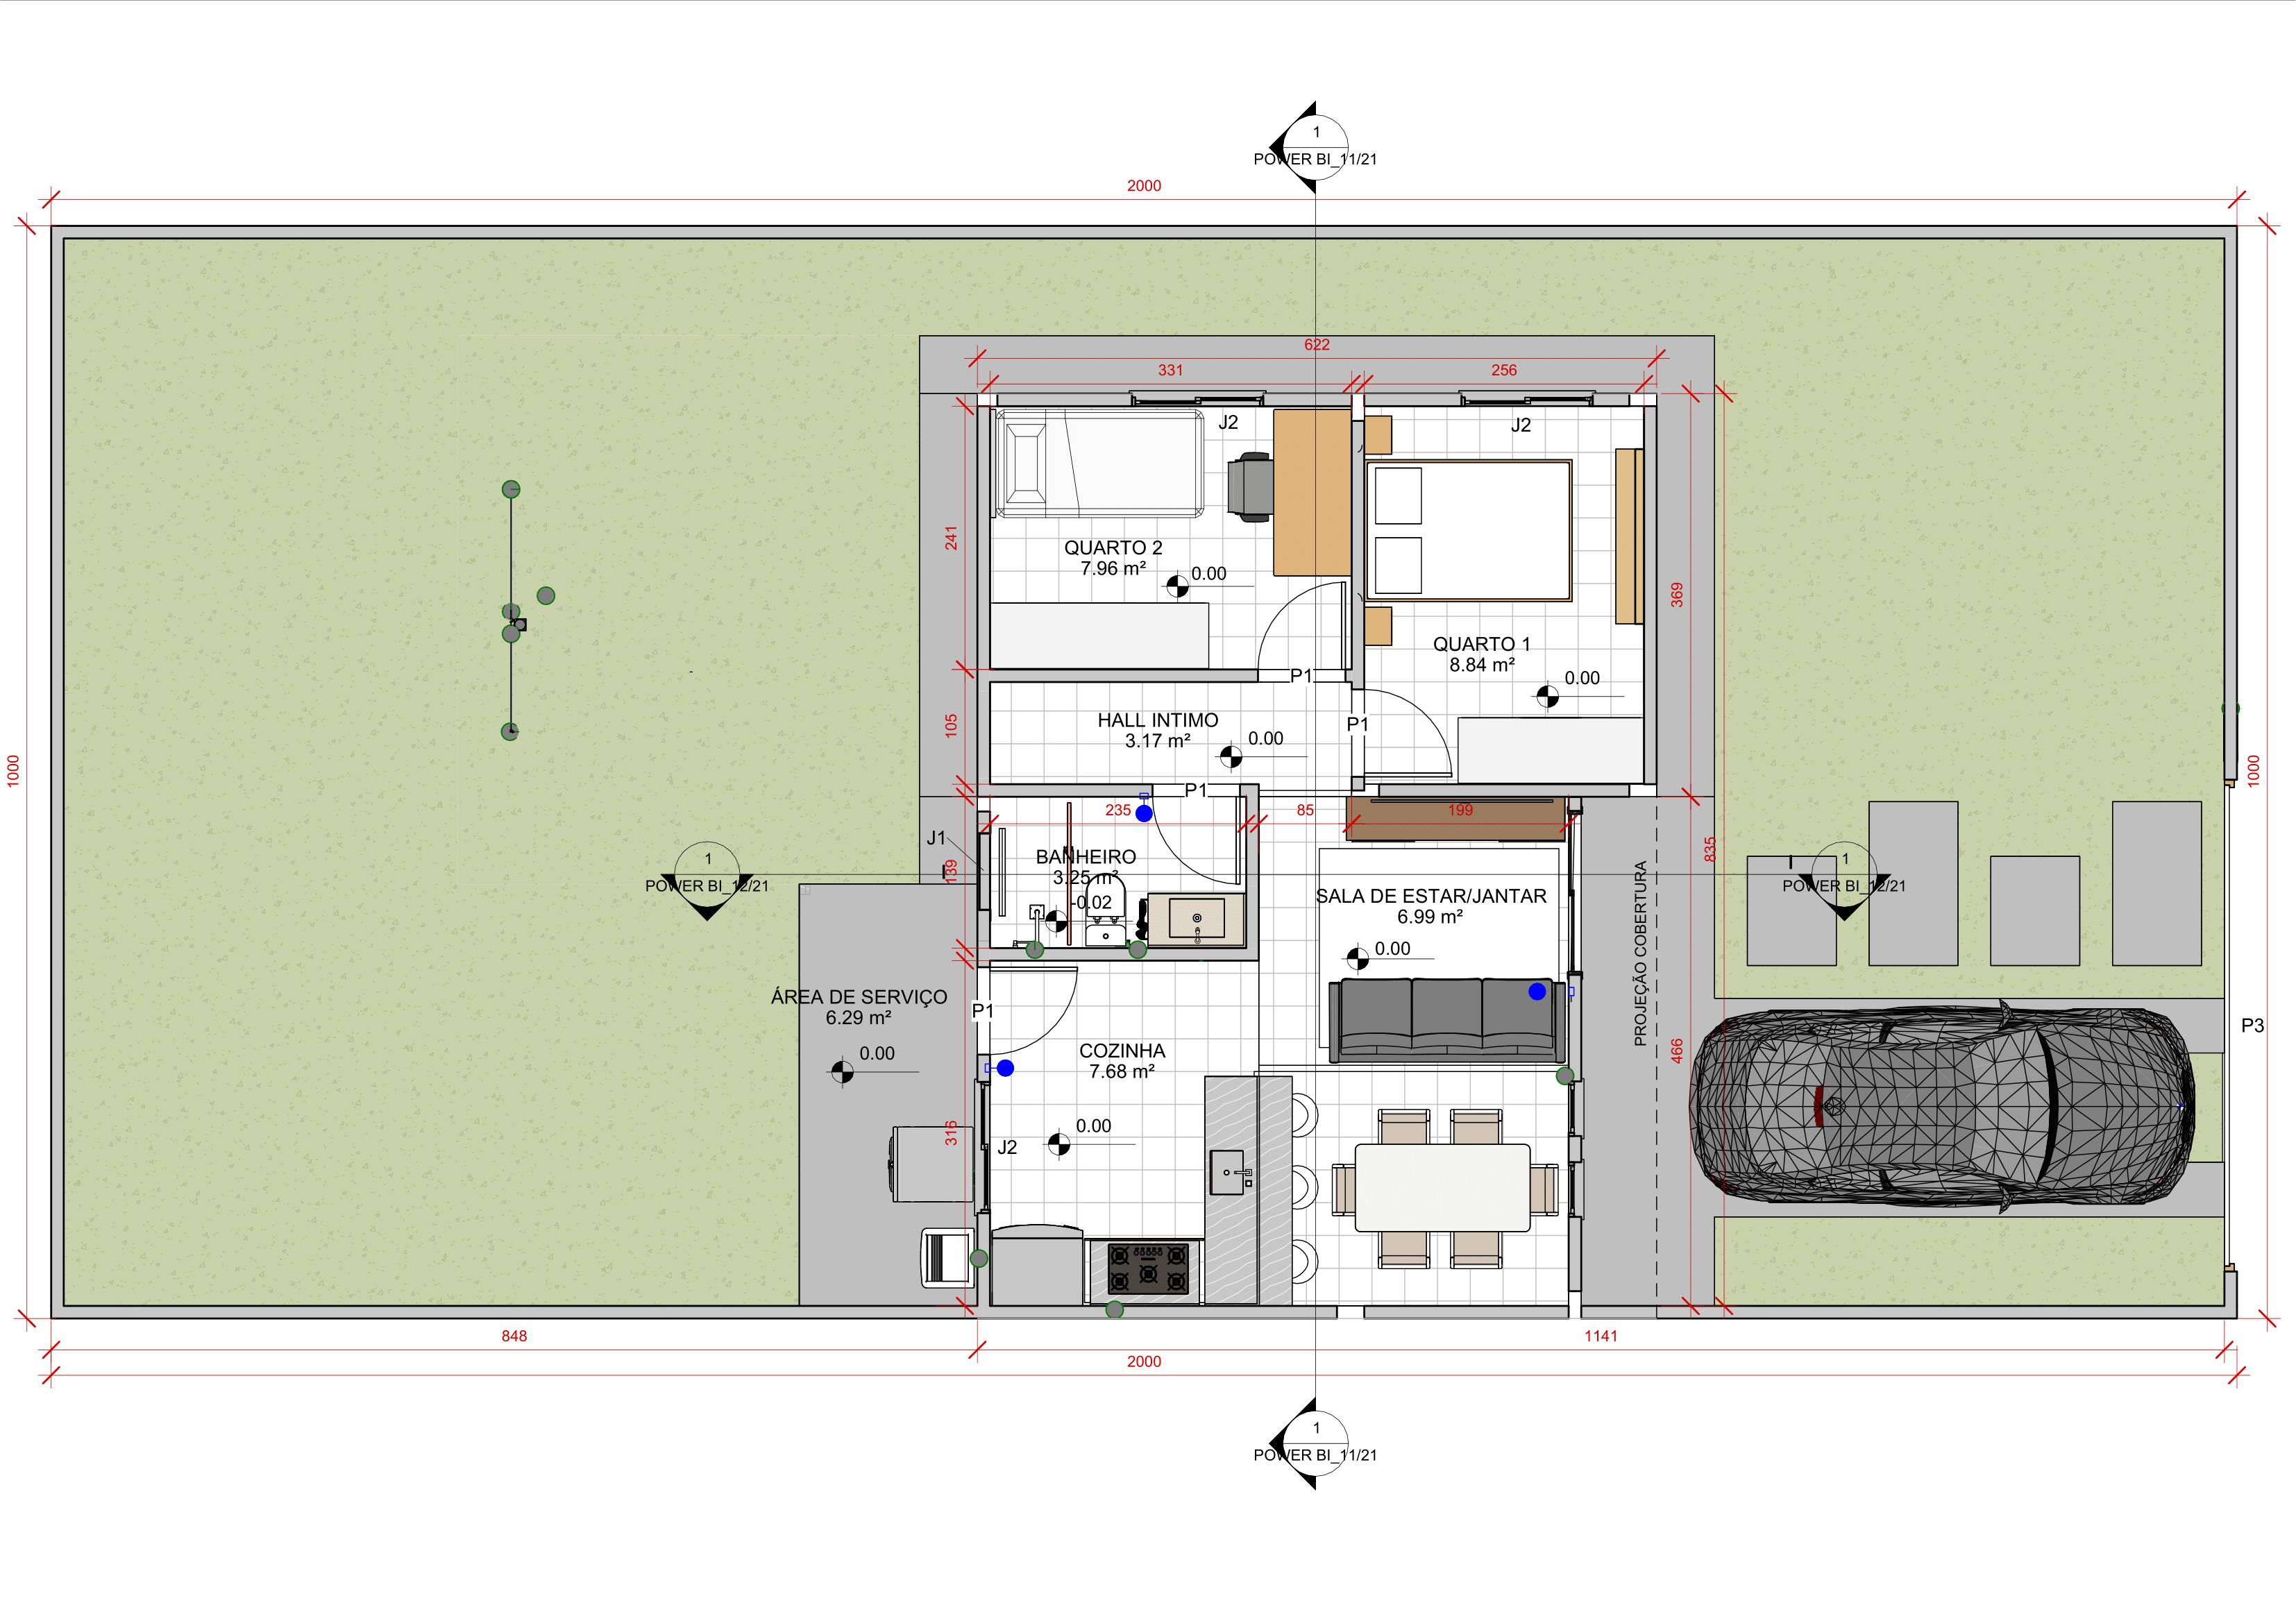 1
POWER BI_11/21
2000
622
331
256
J2
J2
241
QUARTO 2
7.96 m²
0.00
369
QUARTO 1
8.84 m²
0.00
P1
HALL INTIMO
3.17 m²
0.00
105
P1
1000
1000
P1
235
85
199
J1
139
BANHEIRO
3.25 m²
-0.02
835
1
POWER BI_12/21
1
POWER BI_12/21
SALA DE ESTAR/JANTAR
6.99 m²
0.00
PROJEÇÃO COBERTURA
ÁREA DE SERVIÇO
6.29 m²
0.00
P1
COZINHA
7.68 m²
0.00
466
P3
316
J2
848
1141
2000
1
POWER BI_11/21